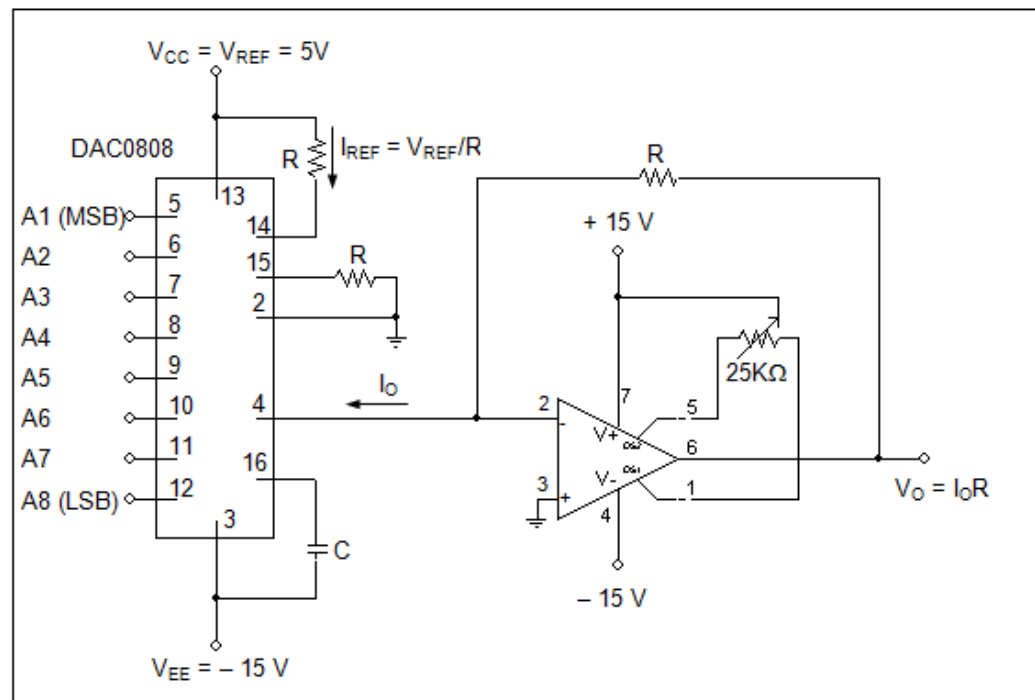 V_CC = V_REF = 5V
DAC0808
R
I_REF = V_REF/R
R
13
A1 (MSB)
5
14
+ 15 V
A2
6
15
R
A3
7
2
A4
8
25KΩ
A5
9
I_O
7
5
A6
10
4
2
-
V+
OS2
6
A7
11
16
3
+
V-
OS1
1
V_O = I_OR
A8 (LSB)
12
3
4
C
– 15 V
V_EE = – 15 V